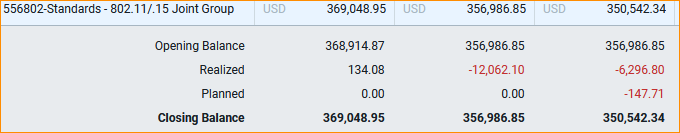 556802-Standards - 802.11/.15 Joint Group USD 369,048.95 USD 356,986.85 USD 350,542.34
Opening Balance 368,914.87 356,986.85 356,986.85
Realized 134.08 -12,062.10 -6,296.80
Planned 0.00 0.00 -147.71
Closing Balance 369,048.95 356,986.85 350,542.34